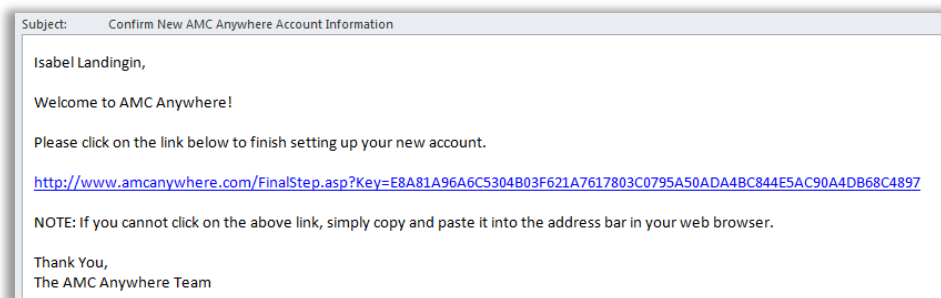 Subject: Confirm New AMC Anywhere Account Information
Isabel Landingin,
Welcome to AMC Anywhere!
Please click on the link below to finish setting up your new account.
http://www.amcanywhere.com/FinalStep.asp?Key=E8A81A96A6C5304B03F621A7617803C0795A50ADA4BC844E5AC90A4DB68C4897
NOTE: If you cannot click on the above link, simply copy and paste it into the address bar in your web browser.
Thank You,
The AMC Anywhere Team